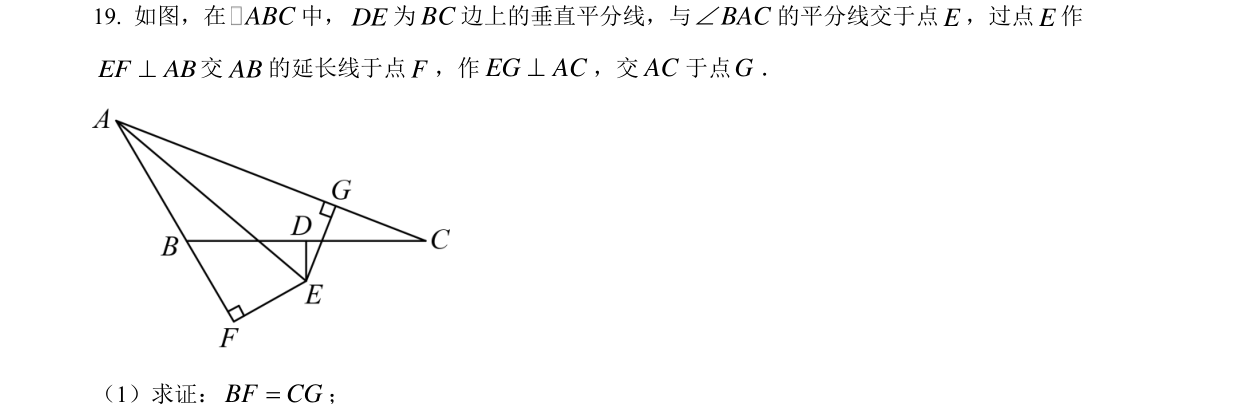 19. 如图，在□ABC中，DE为BC边上的垂直平分线，与∠BAC的平分线交于点E，过点E作
EF⊥AB交AB的延长线于点F，作EG⊥AC，交AC于点G．
A
G
D
B
C
E
F
（1）求证：BF=CG；